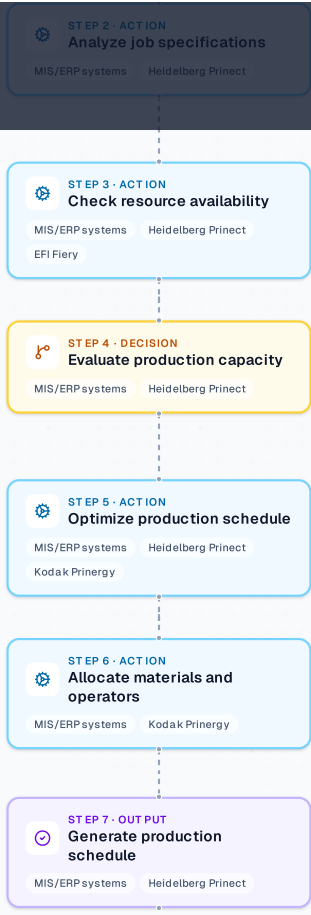 STEP 2 · ACTION
Analyze job specifications
MIS/ERP systems Heidelberg Prinect
STEP 3 · ACTION
Check resource availability
MIS/ERP systems Heidelberg Prinect
EFI Fiery
STEP 4 · DECISION
Evaluate production capacity
MIS/ERP systems Heidelberg Prinect
STEP 5 · ACTION
Optimize production schedule
MIS/ERP systems Heidelberg Prinect
Kodak Prinergy
STEP 6 · ACTION
Allocate materials and
operators
MIS/ERP systems Kodak Prinergy
STEP 7 · OUTPUT
Generate production
schedule
MIS/ERP systems Heidelberg Prinect